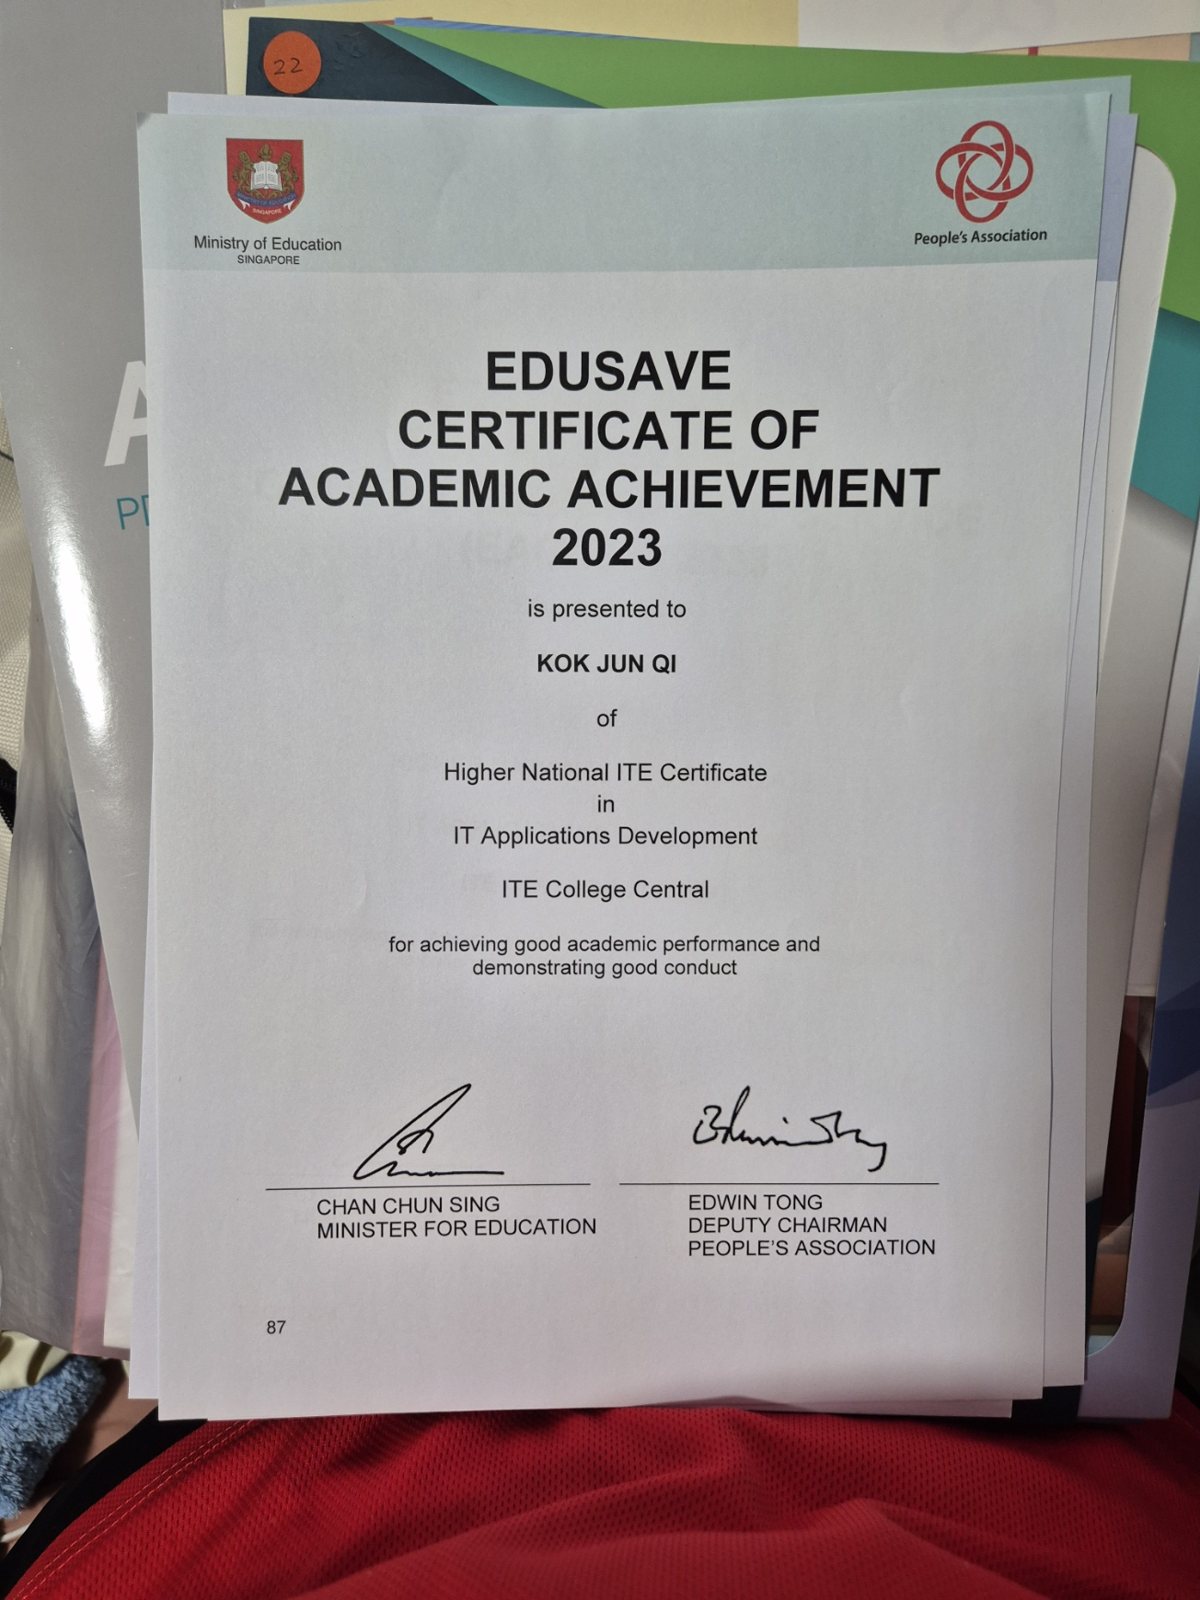 22
Ministry of Education
SINGAPORE
People's Association
EDUSAVE
CERTIFICATE OF
ACADEMIC ACHIEVEMENT
2023
is presented to
KOK JUN QI
of
Higher National ITE Certificate
in
IT Applications Development
ITE College Central
for achieving good academic performance and
demonstrating good conduct
CHAN CHUN SING
MINISTER FOR EDUCATION
EDWIN TONG
DEPUTY CHAIRMAN
PEOPLE'S ASSOCIATION
87